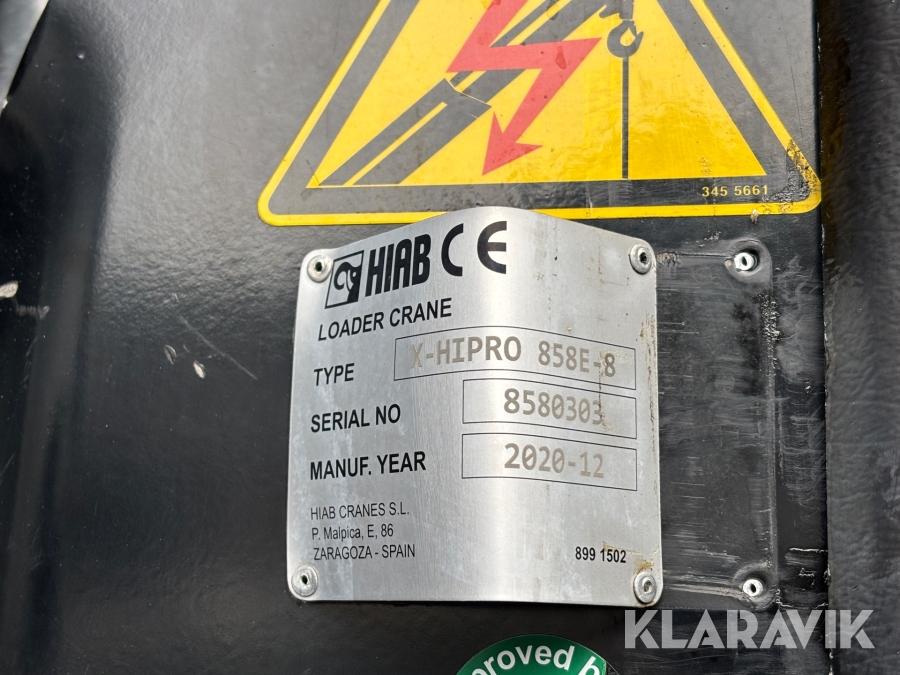 345 5661
HIAB CE
LOADER CRANE
TYPE X-HIPRO 858E-8
SERIAL NO 8580303
MANUF. YEAR 2020-12
HIAB CRANES S.L.
P. Malpica, E, 86
ZARAGOZA - SPAIN
899 1502
KLARAVIK